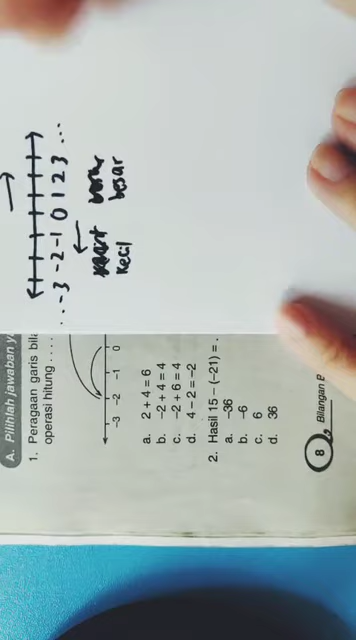 ...-3 -2 -1 0 1 2 3 ...
kecil besar
A. Pilihlah jawaban
1. Peragaan garis
operasi hitung ....
-3 -2 -1 0
a. 2 + 4 = 6
b. -2 + 4 = 4
c. -2 + 6 = 4
d. 4 - 2 = -2
2. Hasil 15 - (-21) = .
a. -36
b. -6
c. 6
d. 36
8 Bilangan B